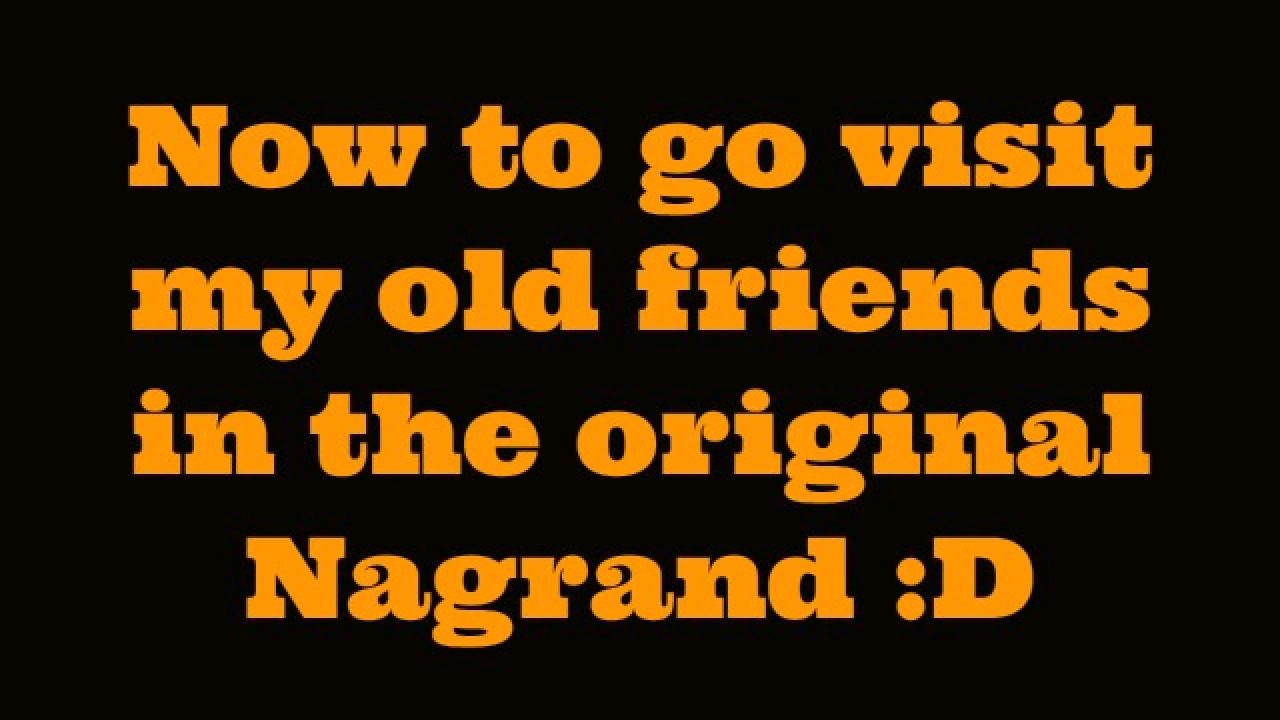 Now to go visit
my old friends
in the original
Nagrand :D